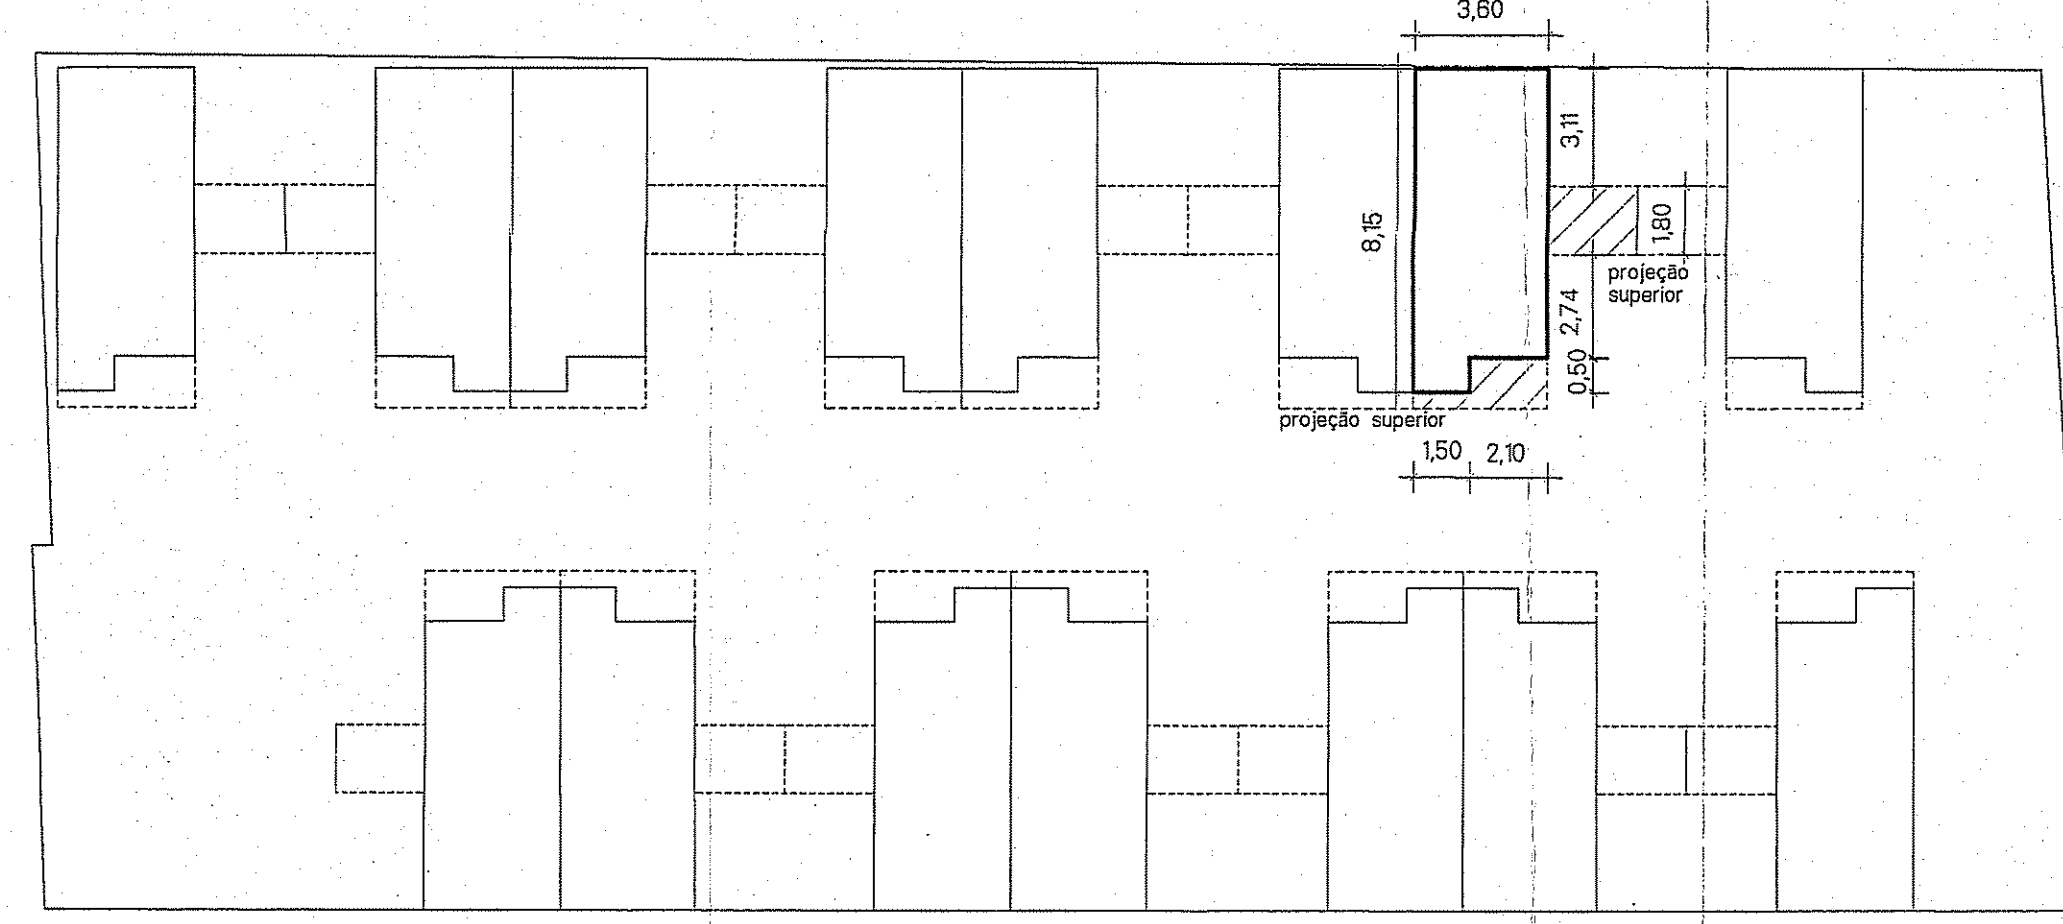 3,60
3,11
8,15
1,80
projeção
superior
2,74
0,50
projeção superior
1,50
2,10